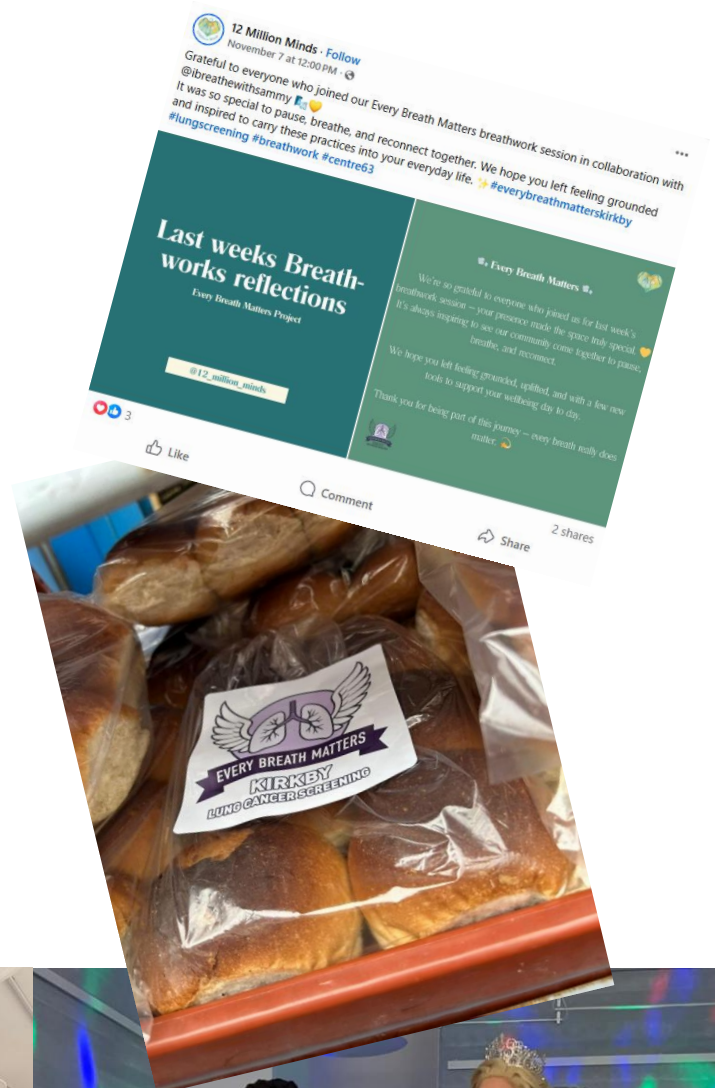 12 Million Minds · Follow
November 7 at 12:00 PM ·
Grateful to everyone who joined our Every Breath Matters breathwork session in collaboration with
@ibreathewithsammy
It was so special to pause, breathe, and reconnect together. We hope you left feeling grounded
and inspired to carry these practices into your everyday life. ✨ #everybreathmatterskirkby
#lungscreening #breathwork #centre63
Last weeks Breath-
works reflections
Every Breath Matters Project
@12_million_minds
Every Breath Matters
We're so grateful to everyone who joined us for last week's
breathwork session — your presence made the space truly special. 💛
It's always inspiring to see our community come together to pause,
breathe, and reconnect.
We hope you left feeling grounded, uplifted, and with a few new
tools to support your wellbeing day to day.
Thank you for being part of this journey — every breath really does
matter. 💫
3
2 shares
Like
Comment
Share
EVERY BREATH MATTERS
KIRKBY
LUNG CANCER SCREENING